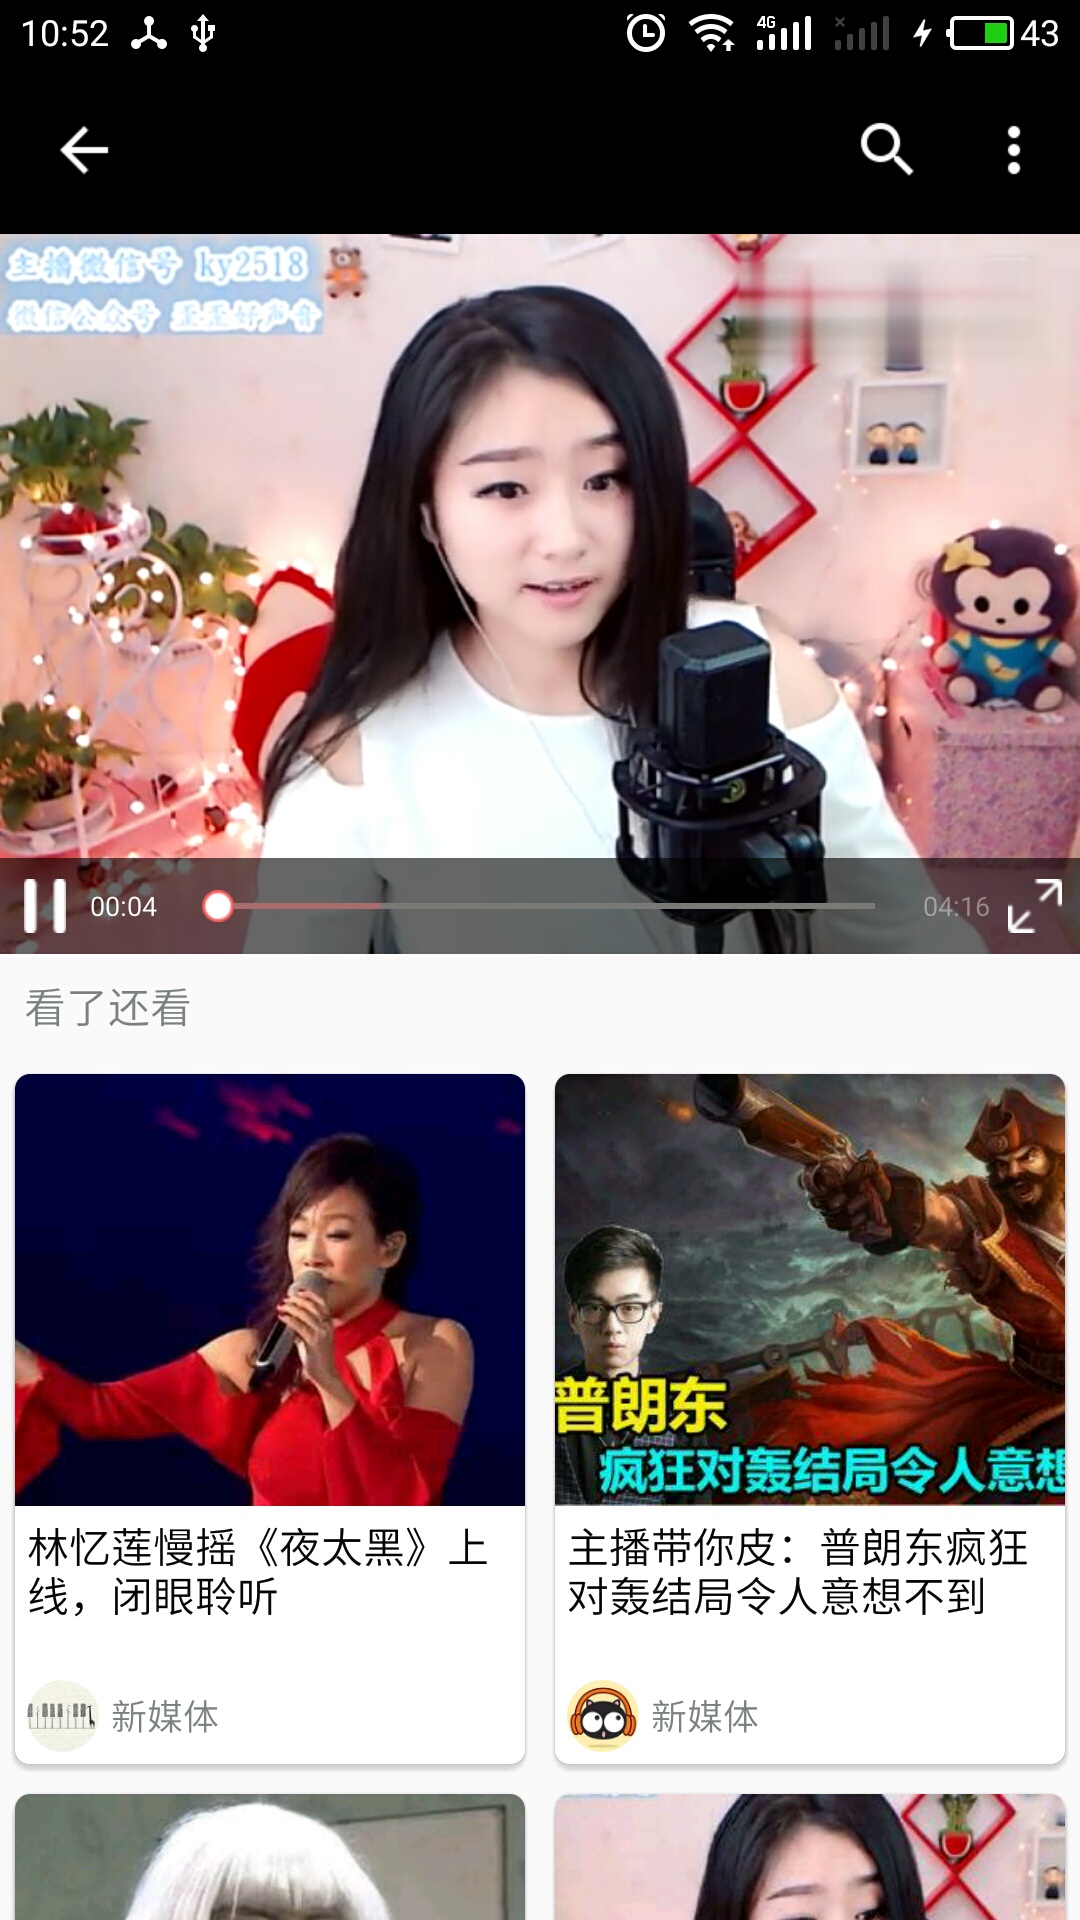 10:52
4G
43
主播微信号 ky2518
微信公众号 歪歪好声音
00:04
04:16
看了还看
普朗东
疯狂对轰结局令人意想
林忆莲慢摇《夜太黑》上
线，闭眼聆听
主播带你皮：普朗东疯狂
对轰结局令人意想不到
新媒体
新媒体